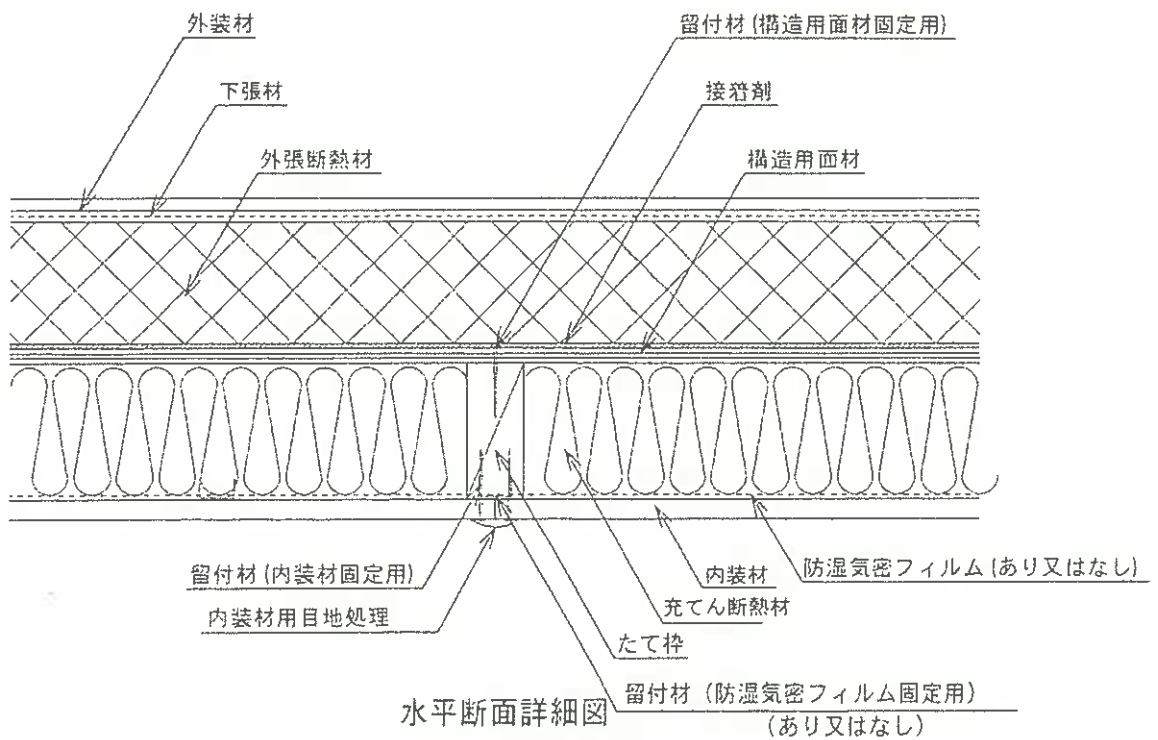 外装材
留付材(構造用面材固定用)
下張材
接着剤
外張断熱材
構造用面材
留付材(内装材固定用)
内装材
防湿気密フィルム(あり又はなし)
内装材用目地処理
充てん断熱材
たて枠
水平断面詳細図
留付材(防湿気密フィルム固定用)
(あり又はなし)